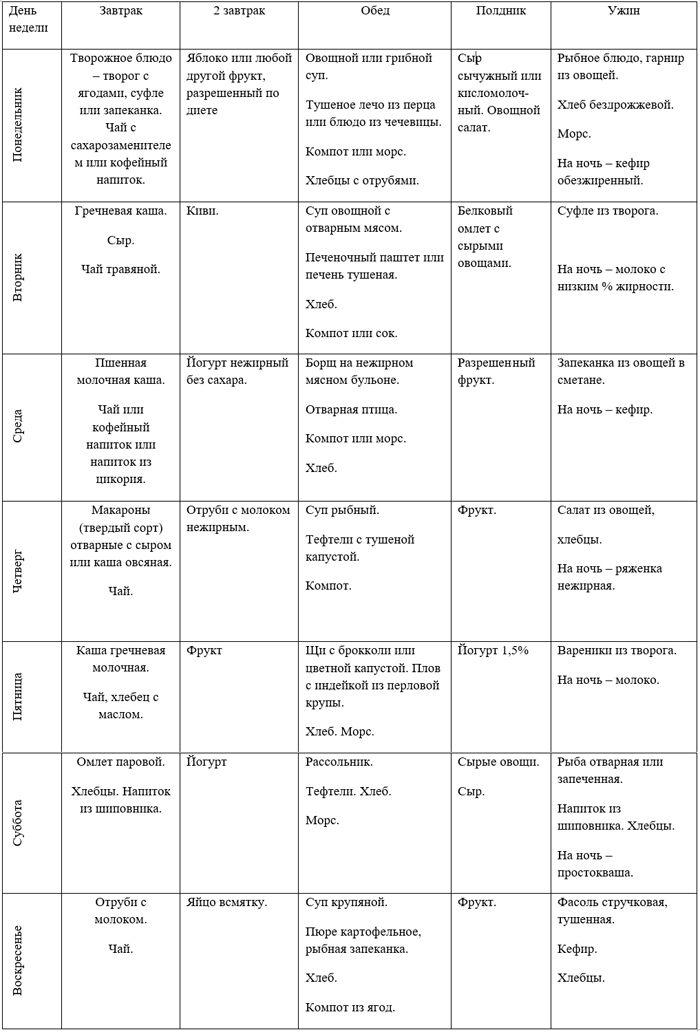 День недели
Завтрак
2 завтрак
Обед
Полдник
Ужин
Понедельник
Творожное блюдо
– творог с
ягодами, суфле
или запеканка.
Чай с
сахарозаменителе
м или кофейный
напиток.
Яблоко или любой
другой фрукт,
разрешенный по
диете
Овощной или грибной
суп.
Тушеное лечо из перца
или блюдо из чечевицы.
Компот или морс.
Хлебцы с отрубями.
Сыр
сычужный или
кисломолоч-
ный. Овощной
салат.
Рыбное блюдо, гарнир
из овощей.
Хлеб бездрожжевой.
Морс.
На ночь – кефир
обезжиренный.
Вторник
Гречневая каша.
Сыр.
Чай травяной.
Киви.
Суп овощной с
отварным мясом.
Печеночный паштет или
печень тушеная.
Хлеб.
Компот или сок.
Белковый
омлет с
сырыми
овощами.
Суфле из творога.
На ночь – молоко с
низким % жирности.
Среда
Пшенная
молочная каша.
Чай или
кофейный
напиток или
напиток из
цикория.
Йогурт нежирный
без сахара.
Борщ на нежирном
мясном бульоне.
Отварная птица.
Компот или морс.
Хлеб.
Разрешенный
фрукт.
Запеканка из овощей в
сметане.
На ночь – кефир.
Четверг
Макароны
(твердый сорт)
отварные с сыром
или каша овсяная.
Чай.
Отруби с молоком
нежирным.
Суп рыбный.
Тефтели с тушеной
капустой.
Компот.
Фрукт.
Салат из овощей,
хлебцы.
На ночь – ряженка
нежирная.
Пятница
Каша гречневая
молочная.
Чай, хлебец с
маслом.
Фрукт
Щи с брокколи или
цветной капустой. Плов
с индейкой из перловой
крупы.
Хлеб. Морс.
Йогурт 1,5%
Вареники из творога.
На ночь – молоко.
Суббота
Омлет паровой.
Хлебцы. Напиток
из шиповника.
Йогурт
Рассольник.
Тефтели. Хлеб.
Морс.
Сырые овощи.
Сыр.
Рыба отварная или
запеченная.
Напиток из
шиповника. Хлебцы.
На ночь –
простокваша.
Воскресенье
Отруби с
молоком.
Чай.
Яйцо всмятку.
Суп крупяной.
Пюре картофельное,
рыбная запеканка.
Хлеб.
Компот из ягод.
Фрукт.
Фасоль стручковая,
тушенная.
Кефир.
Хлебцы.